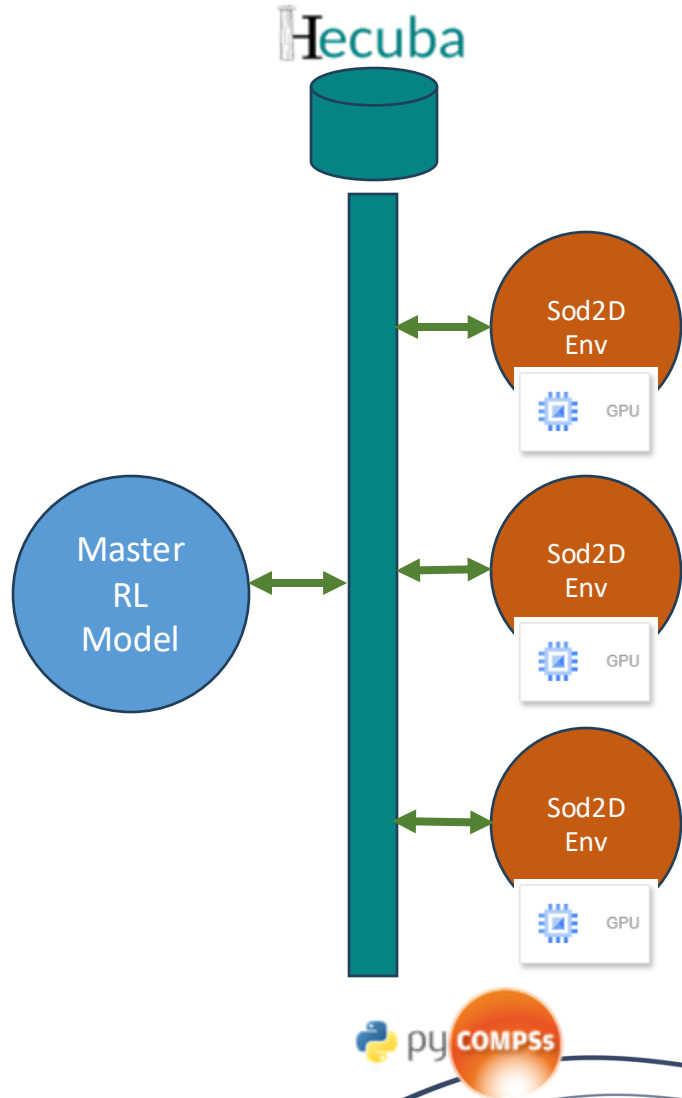 Hecuba
Sod2D
Env
GPU
Master
RL
Model
Sod2D
Env
GPU
Sod2D
Env
GPU
py COMPSs